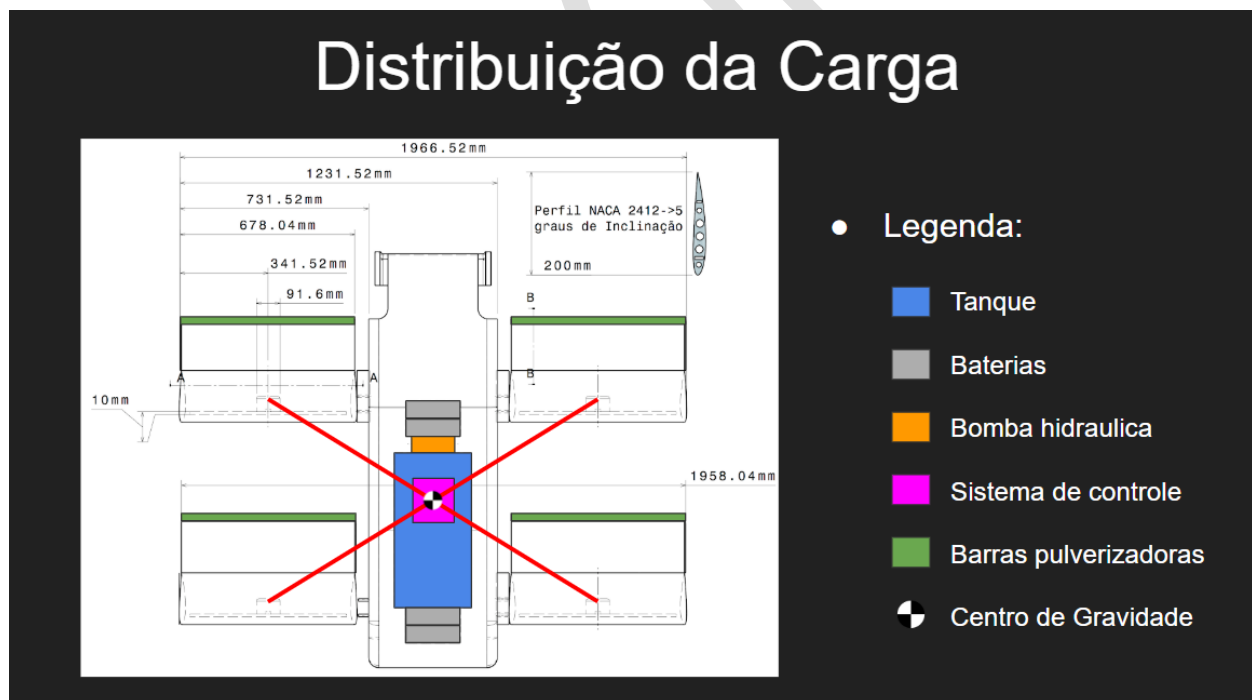 Distribuição da Carga
1966.52mm
1231.52mm
731.52mm
678.04mm
341.52mm
91.6mm
Perfil NACA 2412->5
graus de Inclinação
200mm
B
B
A
A
10mm
1958.04mm
● Legenda:
Tanque
Baterias
Bomba hidraulica
Sistema de controle
Barras pulverizadoras
Centro de Gravidade